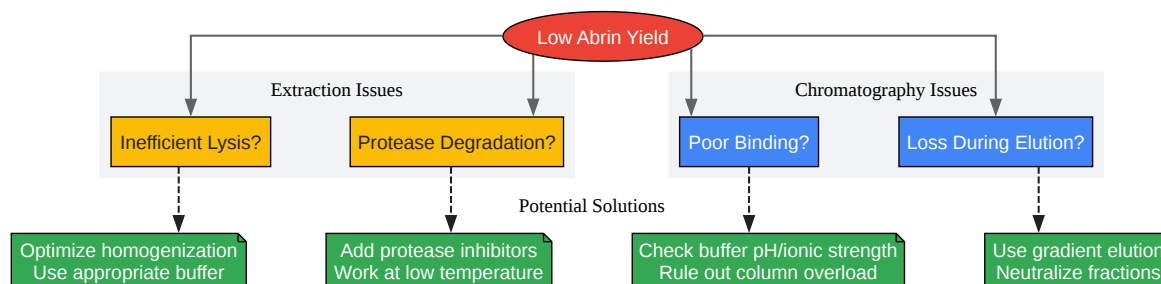 Low Abrin Yield
Extraction Issues
Chromatography Issues
Inefficient Lysis?
Protease Degradation?
Poor Binding?
Loss During Elution?
Potential Solutions
Optimize homogenization
Use appropriate buffer
Add protease inhibitors
Work at low temperature
Check buffer pH/ionic strength
Rule out column overload
Use gradient elution
Neutralize fractions